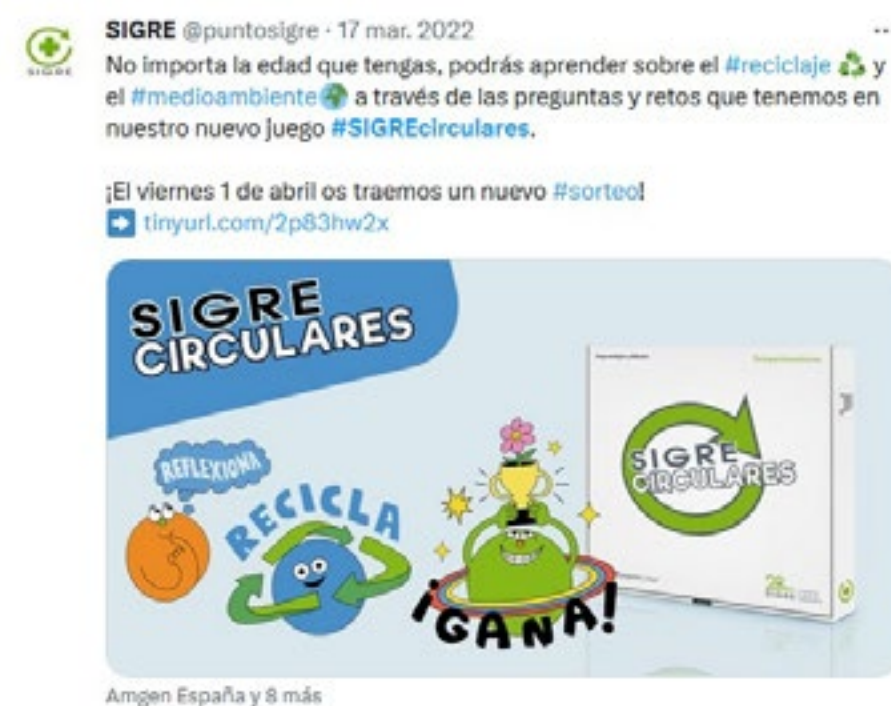 SIGRE @puntosigre · 17 mar. 2022
No importa la edad que tengas, podrás aprender sobre el #reciclaje y
el #medioambiente a través de las preguntas y retos que tenemos en
nuestro nuevo juego #SIGREcirculares.
¡El viernes 1 de abril os traemos un nuevo #sorteo!
tinyurl.com/2p83hw2x
SIGRE
CIRCULARES
REFLEXIONA
RECICLA
¡GANA!
SIGRE
CIRCULARES
SIGRE
Amgen España y 8 más